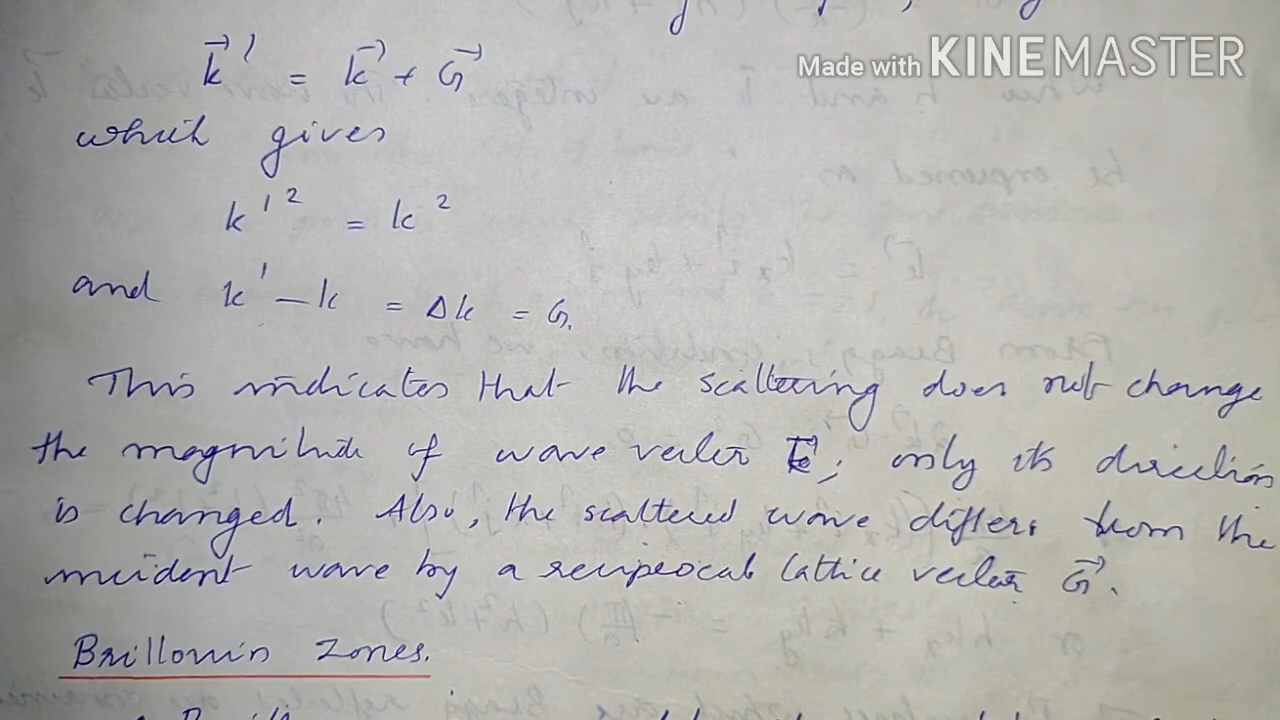 Made with KINEMASTER
k⃗' = k⃗ + G⃗
which gives
k'² = k²
and k' – k = Δk = G.
This indicates that the scattering does not change
the magnitude of wave vector k⃗, only its direction
is changed. Also, the scattered wave differs from the
incident wave by a reciprocal lattice vector G⃗.
Brillouin Zones.